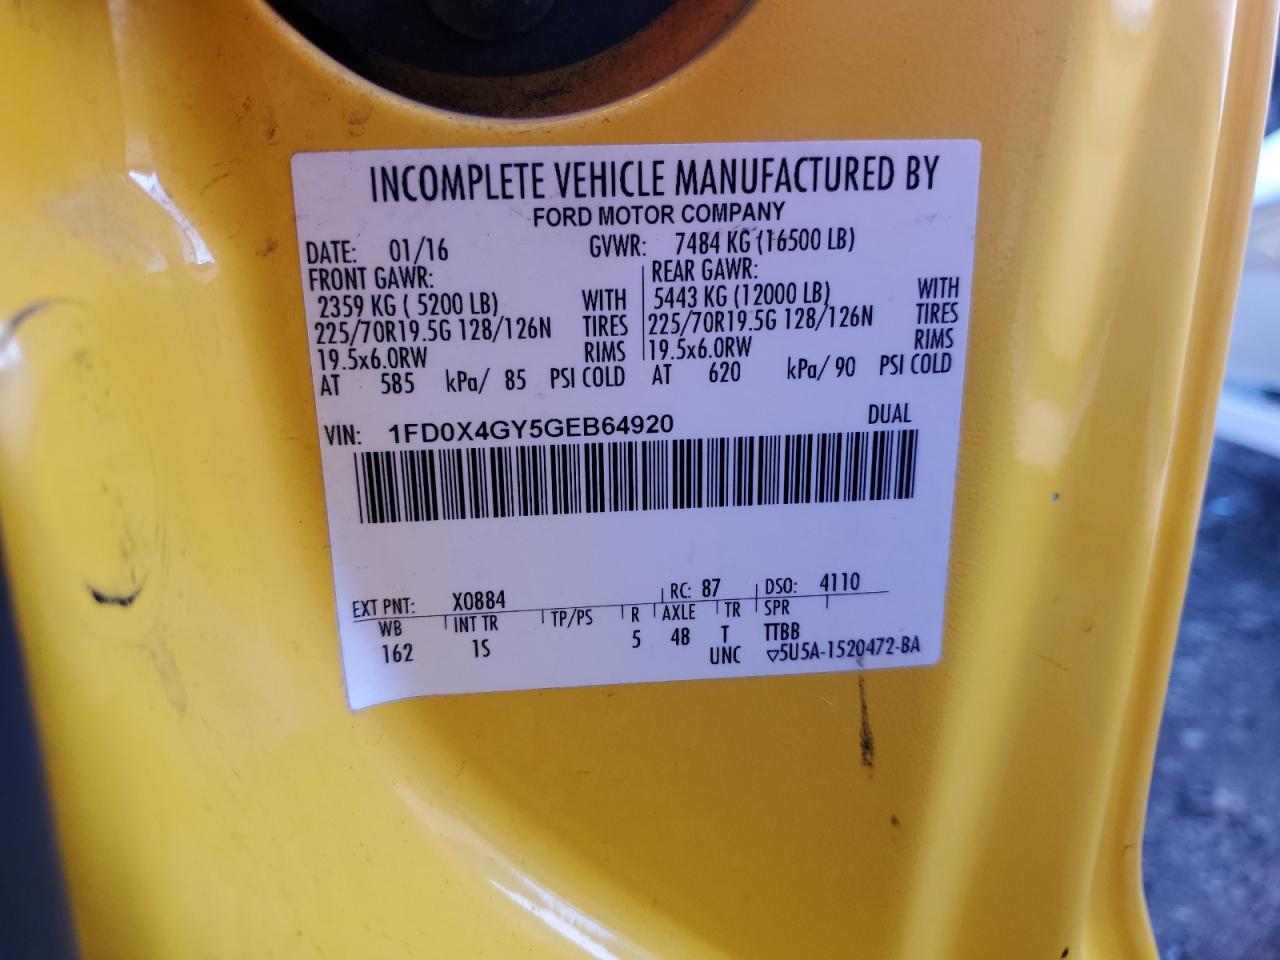 INCOMPLETE VEHICLE MANUFACTURED BY
FORD MOTOR COMPANY
DATE: 01/16 GVWR: 7484 KG (16500 LB)
FRONT GAWR: REAR GAWR:
2359 KG ( 5200 LB) WITH 5443 KG (12000 LB) WITH
225/70R19.5G 128/126N TIRES 225/70R19.5G 128/126N TIRES
19.5x6.0RW RIMS 19.5x6.0RW RIMS
AT 585 kPa/ 85 PSI COLD AT 620 kPa/ 90 PSI COLD
VIN: 1FD0X4GY5GEB64920 DUAL
EXT PNT: X0884 RC: 87 DSO: 4110
WB INT TR TP/PS R AXLE TR SPR
162 1S 5 48 T TTBB
UNC ▽5U5A-1520472-BA